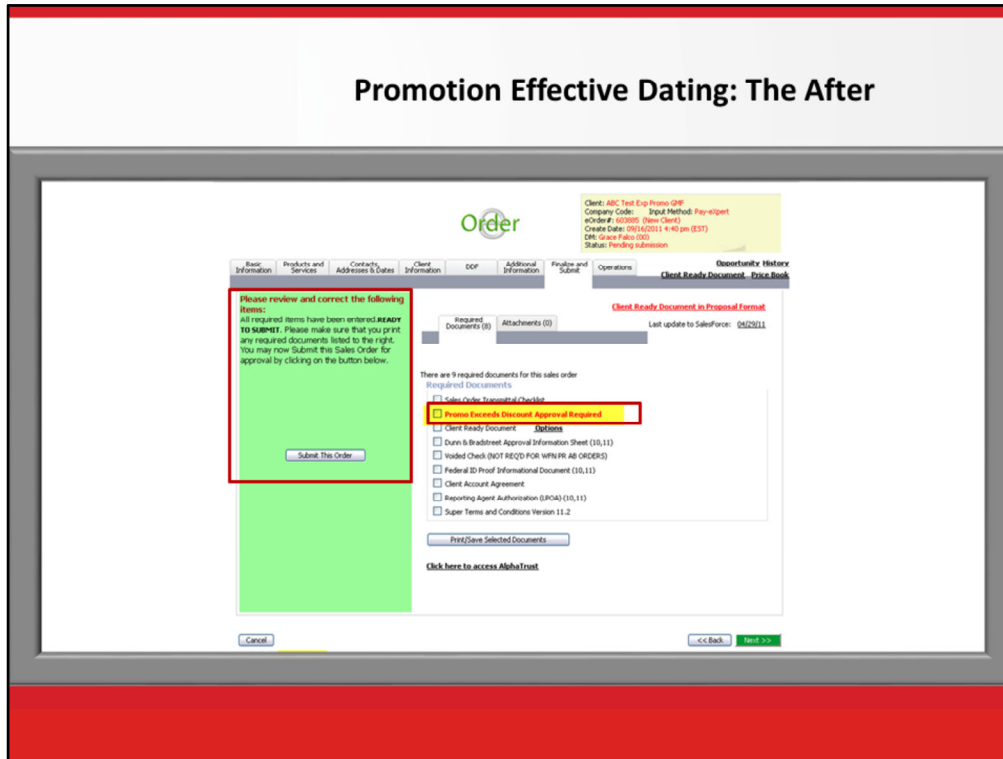 Promotion Effective Dating: The After
Order
Client: ABC Test Exp Promo GMF
Company Code: Input Method: Pay-eXpert
eOrder#: 603885 (New Client)
Create Date: 09/16/2011 4:40 pm (EST)
DM: Grace Falco (00)
Status: Pending submission
Basic Information
Products and Services
Contacts, Addresses & Dates
Client Information
DDF
Additional Information
Finalize and Submit
Operations
Opportunity History
Client Ready Document Price Book
Please review and correct the following
items:
All required items have been entered.READY
TO SUBMIT. Please make sure that you print
any required documents listed to the right.
You may now Submit this Sales Order for
approval by clicking on the button below.
Submit This Order
Client Ready Document in Proposal Format
Required Documents (8)
Attachments (0)
Last update to SalesForce: 04/29/11
There are 9 required documents for this sales order
Required Documents
Sales Order Transmittal Checklist
Promo Exceeds Discount Approval Required
Client Ready Document Options
Dunn & Bradstreet Approval Information Sheet (10,11)
Voided Check (NOT REQ'D FOR WFN PR AB ORDERS)
Federal ID Proof Informational Document (10,11)
Client Account Agreement
Reporting Agent Authorization (LPOA) (10,11)
Super Terms and Conditions Version 11.2
Print/Save Selected Documents
Click here to access AlphaTrust
Cancel
<< Back
Next >>